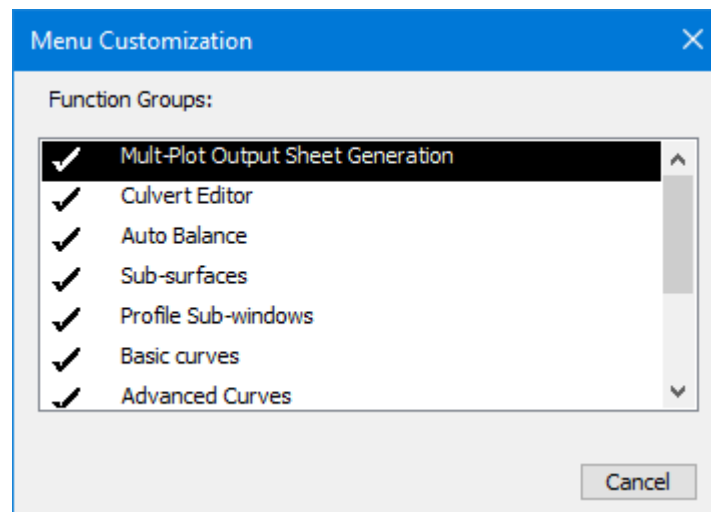 Menu Customization
Function Groups:
Mult-Plot Output Sheet Generation
Culvert Editor
Auto Balance
Sub-surfaces
Profile Sub-windows
Basic curves
Advanced Curves
Cancel